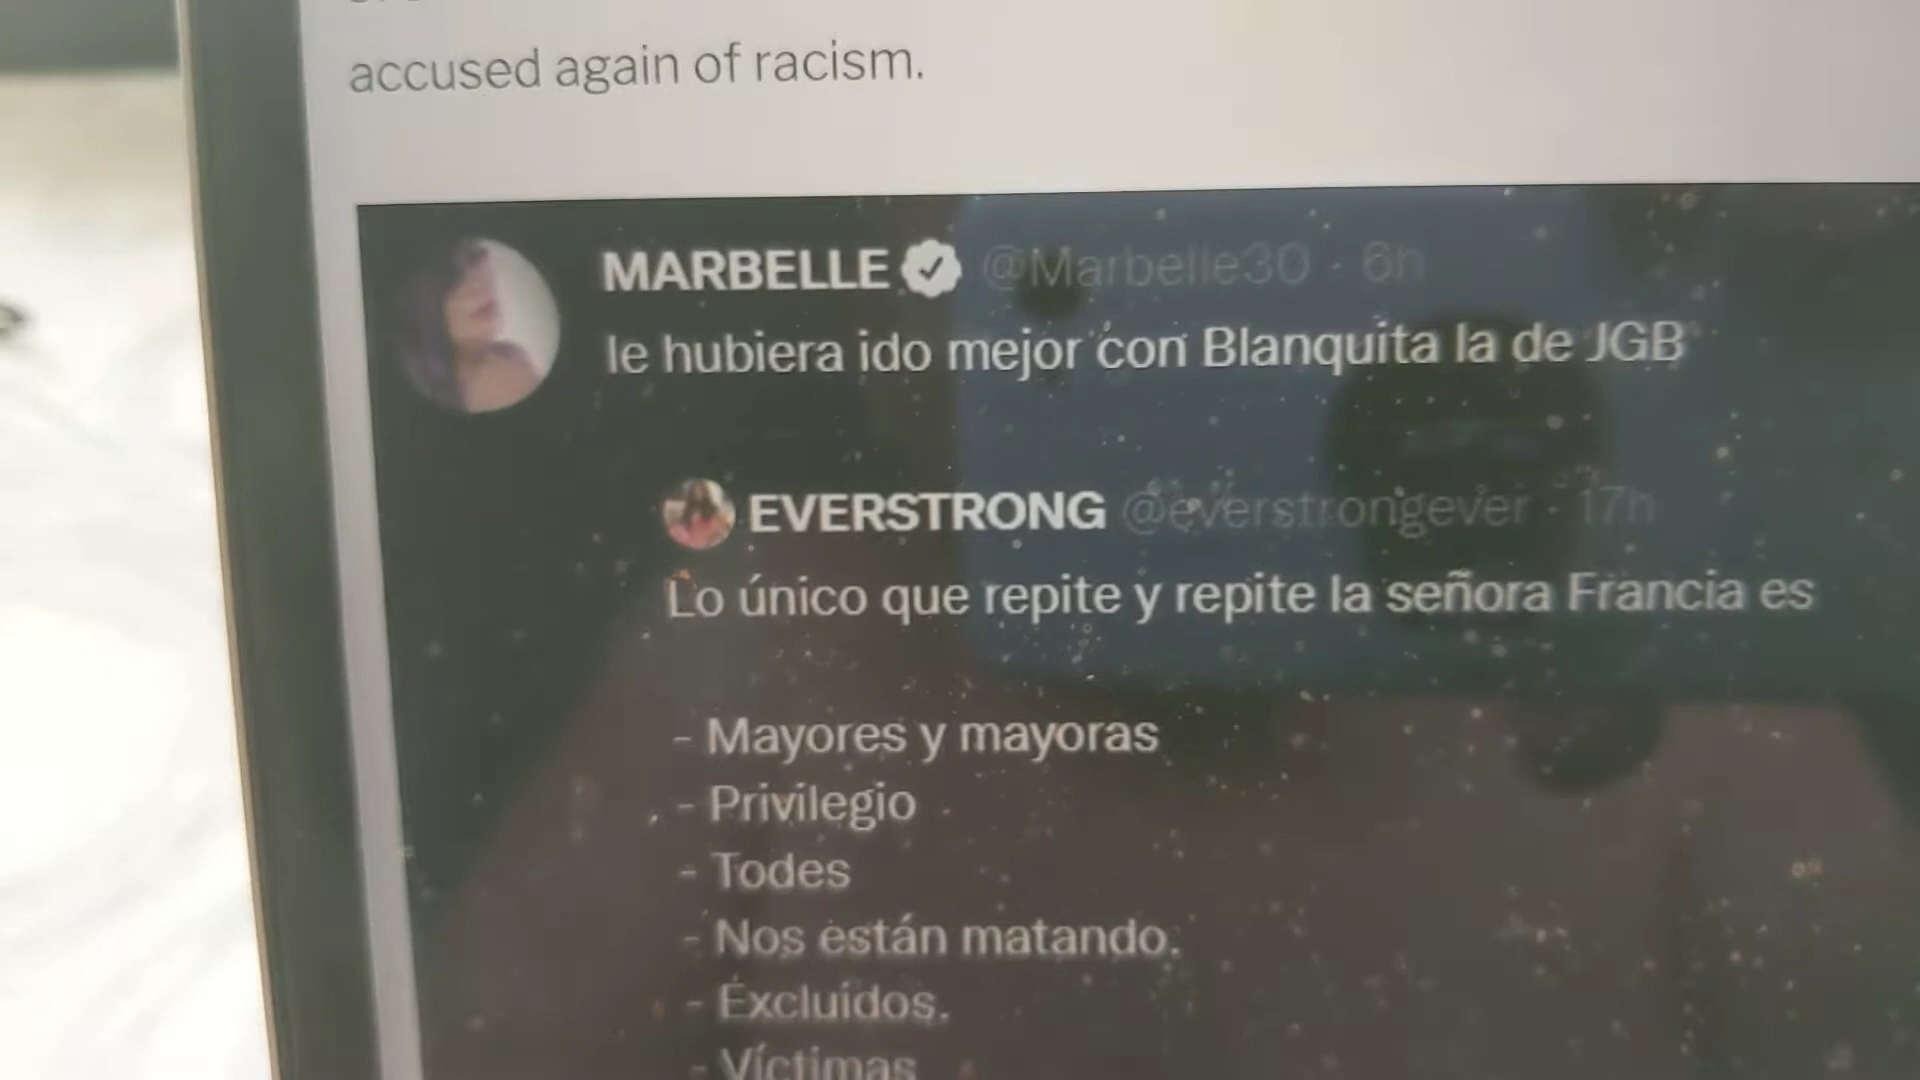 accused again of racism.
MARBELLE @Marbelle30 · 6h
le hubiera ido mejor con Blanquita la de JGB
EVERSTRONG @everstrongever · 17h
Lo único que repite y repite la señora Francia es
- Mayores y mayoras
- Privilegio
- Todes
- Nos están matando.
- Excluidos.
- Víctimas